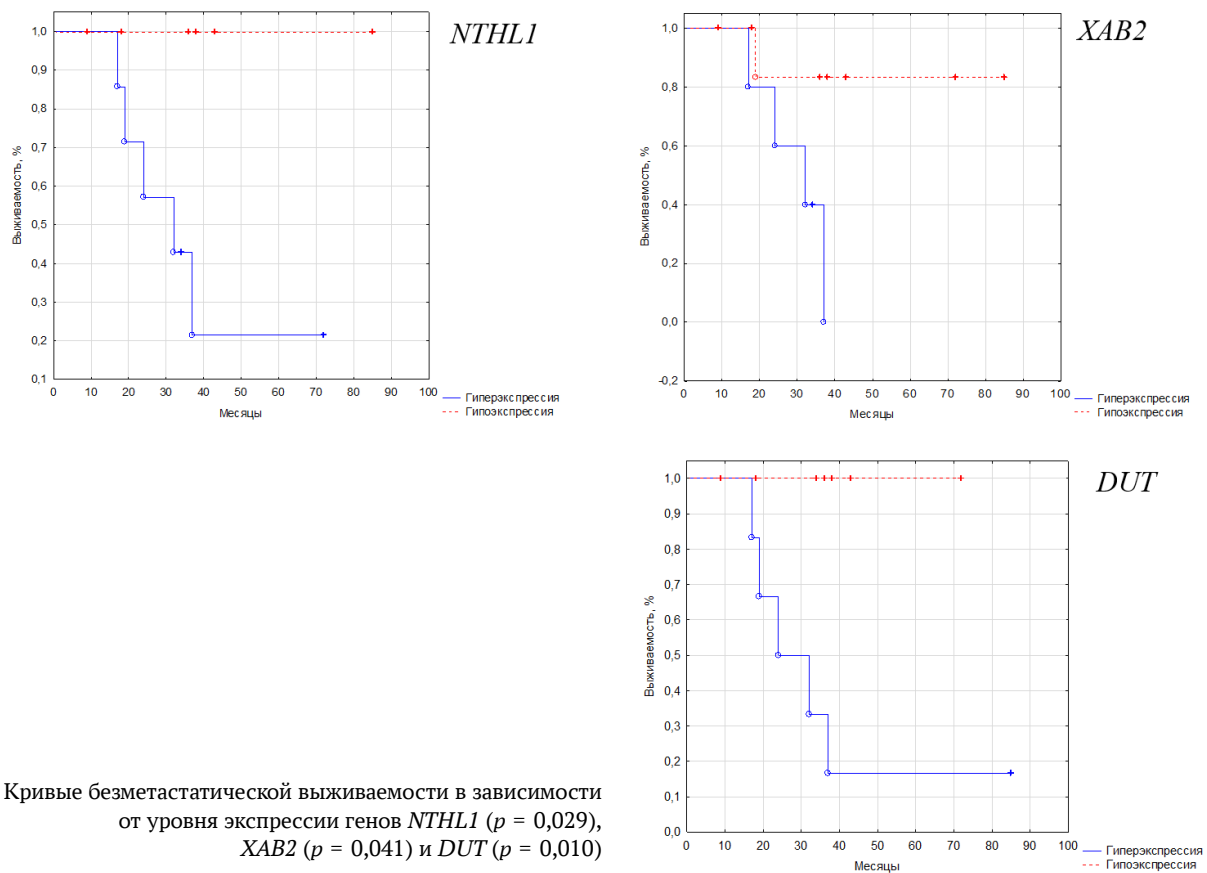 NTHL1
1,0
0,9
0,8
0,7
0,6
0,5
0,4
0,3
0,2
0,1
Выживаемость, %
0 10 20 30 40 50 60 70 80 90 100
Месяцы
Гиперэкспрессия
Гипоэкспрессия
XAB2
1,0
0,8
0,6
0,4
0,2
0,0
-0,2
Выживаемость, %
0 10 20 30 40 50 60 70 80 90 100
Месяцы
Гиперэкспрессия
Гипоэкспрессия
DUT
1,0
0,9
0,8
0,7
0,6
0,5
0,4
0,3
0,2
0,1
0,0
Выживаемость, %
0 10 20 30 40 50 60 70 80 90 100
Месяцы
Гиперэкспрессия
Гипоэкспрессия
Кривые безметастатической выживаемости в зависимости
от уровня экспрессии генов NTHL1 (p = 0,029),
XAB2 (p = 0,041) и DUT (p = 0,010)